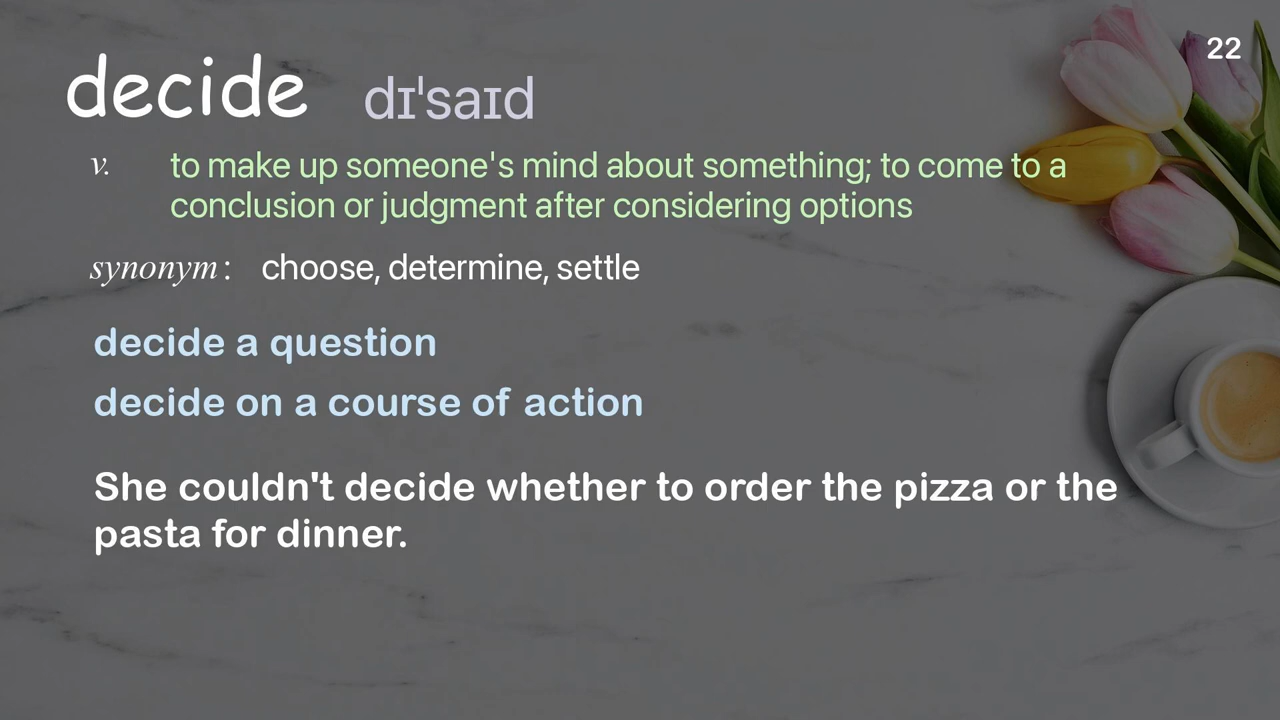 22
decide dɪˈsaɪd
v. to make up someone's mind about something; to come to a
conclusion or judgment after considering options
synonym: choose, determine, settle
decide a question
decide on a course of action
She couldn't decide whether to order the pizza or the
pasta for dinner.